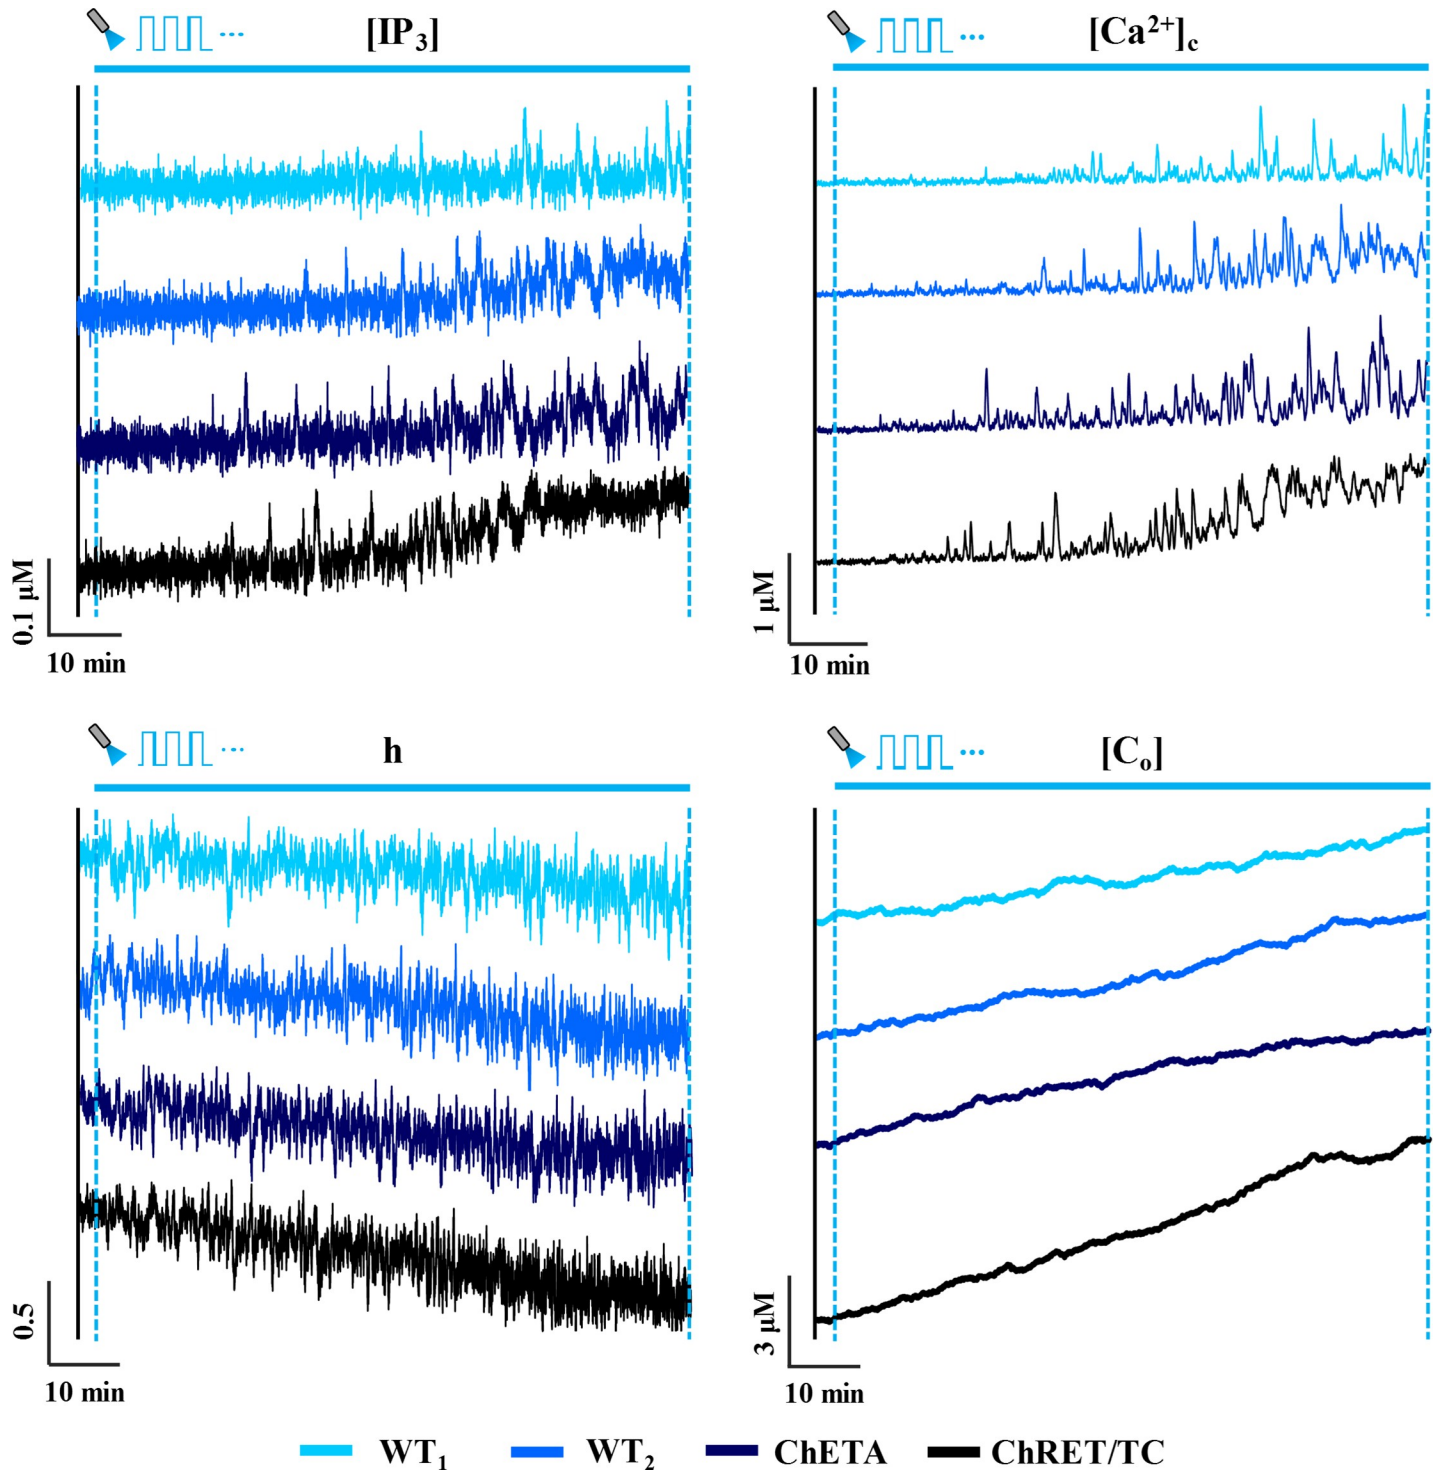 [IP₃]
[Ca²⁺]c
0.1 μM
10 min
1 μM
10 min
h
[Cₒ]
0.5
10 min
3 μM
10 min
WT₁ WT₂ ChETA ChRET/TC